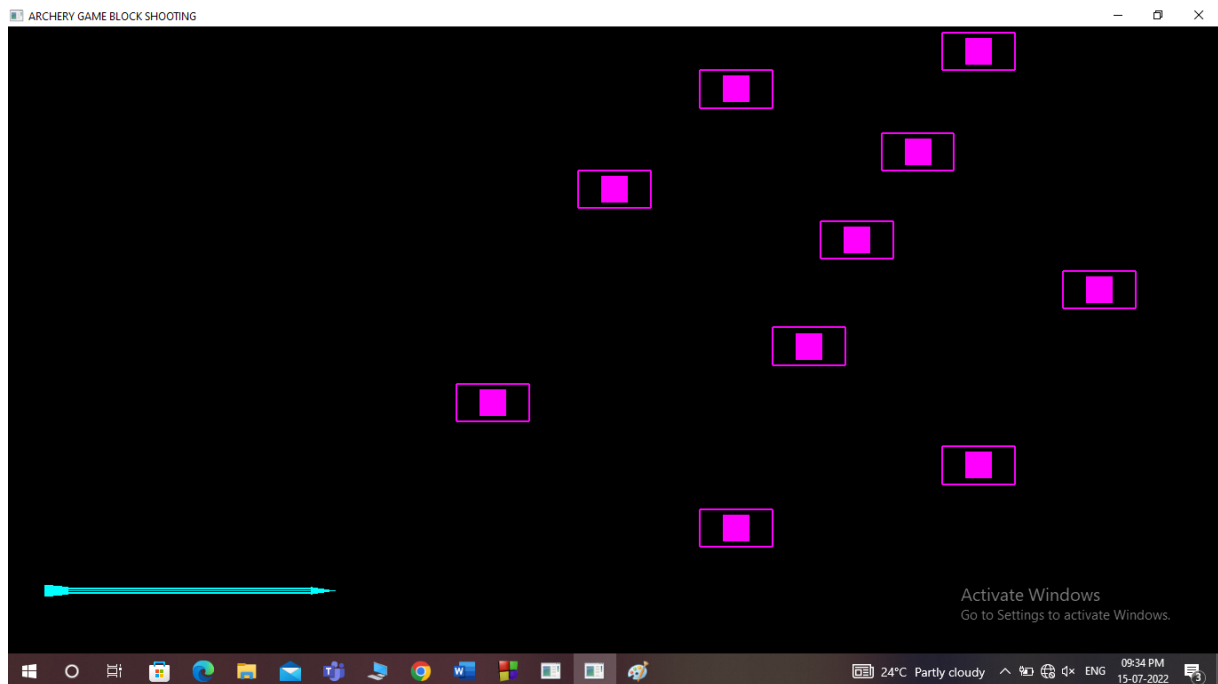 ARCHERY GAME BLOCK SHOOTING
Activate Windows
Go to Settings to activate Windows.
24°C Partly cloudy ENG
09:34 PM
15-07-2022
3